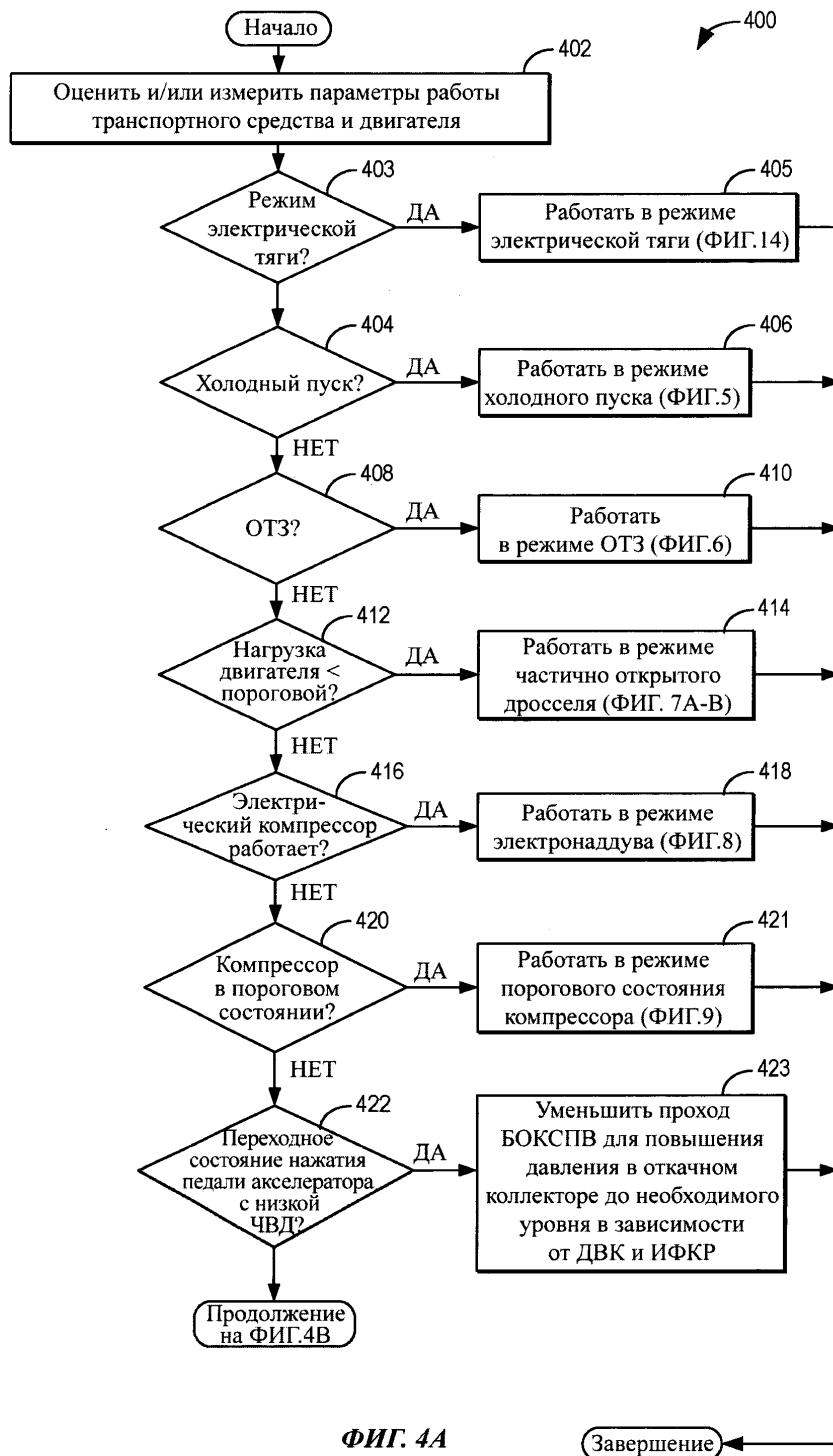 Начало
400
402
Оценить и/или измерить параметры работы
транспортного средства и двигателя
403
Режим
электрической
тяги?
ДА
405
Работать в режиме
электрической тяги (ФИГ.14)
404
Холодный пуск?
ДА
406
Работать в режиме
холодного пуска (ФИГ.5)
НЕТ
408
ОТЗ?
ДА
410
Работать
в режиме ОТЗ (ФИГ.6)
НЕТ
412
Нагрузка
двигателя <
пороговой?
ДА
414
Работать в режиме
частично открытого
дросселя (ФИГ. 7А-В)
НЕТ
416
Электри-
ческий компрессор
работает?
ДА
418
Работать в режиме
электронаддува (ФИГ.8)
НЕТ
420
Компрессор
в пороговом
состоянии?
ДА
421
Работать в режиме
порогового состояния
компрессора (ФИГ.9)
НЕТ
422
Переходное
состояние нажатия
педали акселератора
с низкой
ЧВД?
ДА
423
Уменьшить проход
БОКСПВ для повышения
давления в откачном
коллекторе до необходимого
уровня в зависимости
от ДВК и ИФКР
Продолжение
на ФИГ.4В
ФИГ. 4А
Завершение